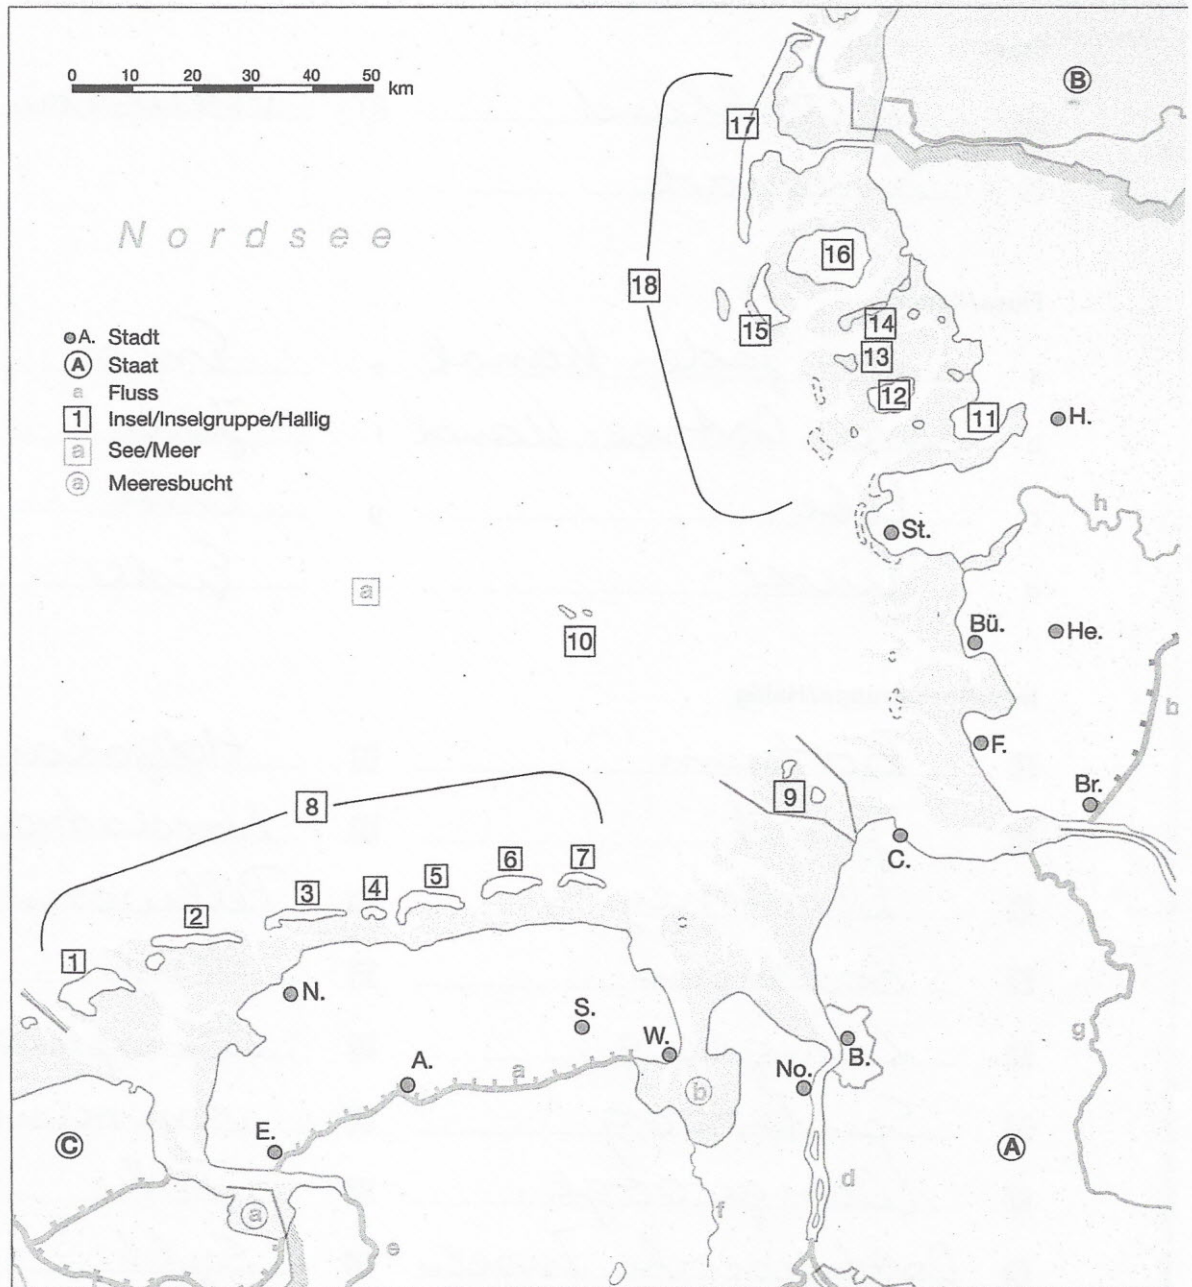 B
0 10 20 30 40 50 km
17
Nordsee
16
18
15
14
A. Stadt
A Staat
a Fluss
1 Insel/Inselgruppe/Hallig
a See/Meer
a Meeresbucht
13
12
11
H.
h
St.
a
10
Bü.
He.
b
F.
9
Br.
8
C.
7
6
5
4
3
2
1
N.
S.
W.
B.
g
A.
a
b
No.
E.
C
A
d
a
f
e